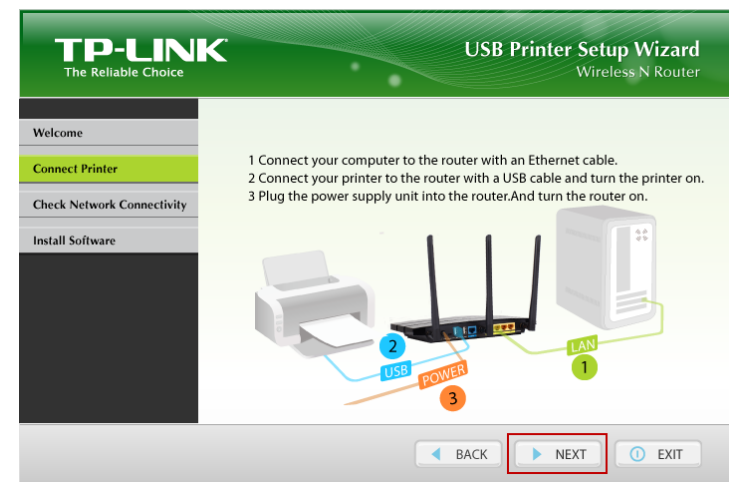 TP-LINK
The Reliable Choice
USB Printer Setup Wizard
Wireless N Router
Welcome
Connect Printer
Check Network Connectivity
Install Software
1 Connect your computer to the router with an Ethernet cable.
2 Connect your printer to the router with a USB cable and turn the printer on.
3 Plug the power supply unit into the router.And turn the router on.
2
USB
POWER
3
LAN
1
BACK
NEXT
EXIT